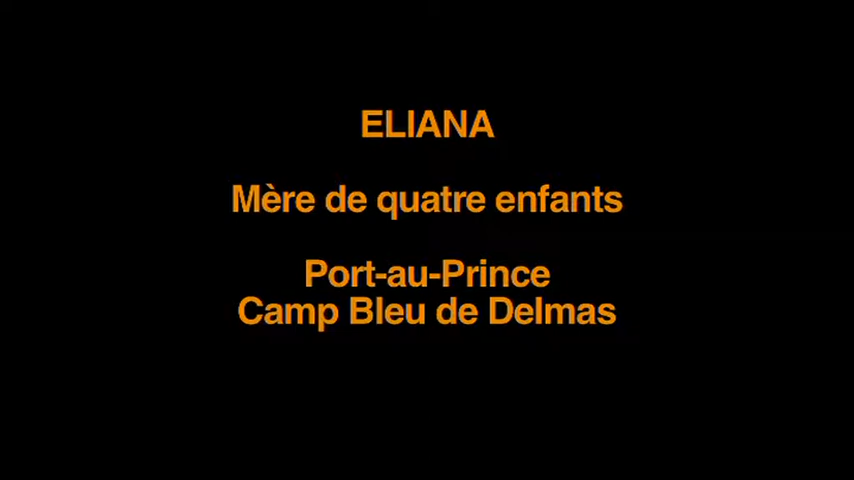 ELIANA
Mère de quatre enfants
Port-au-Prince
Camp Bleu de Delmas